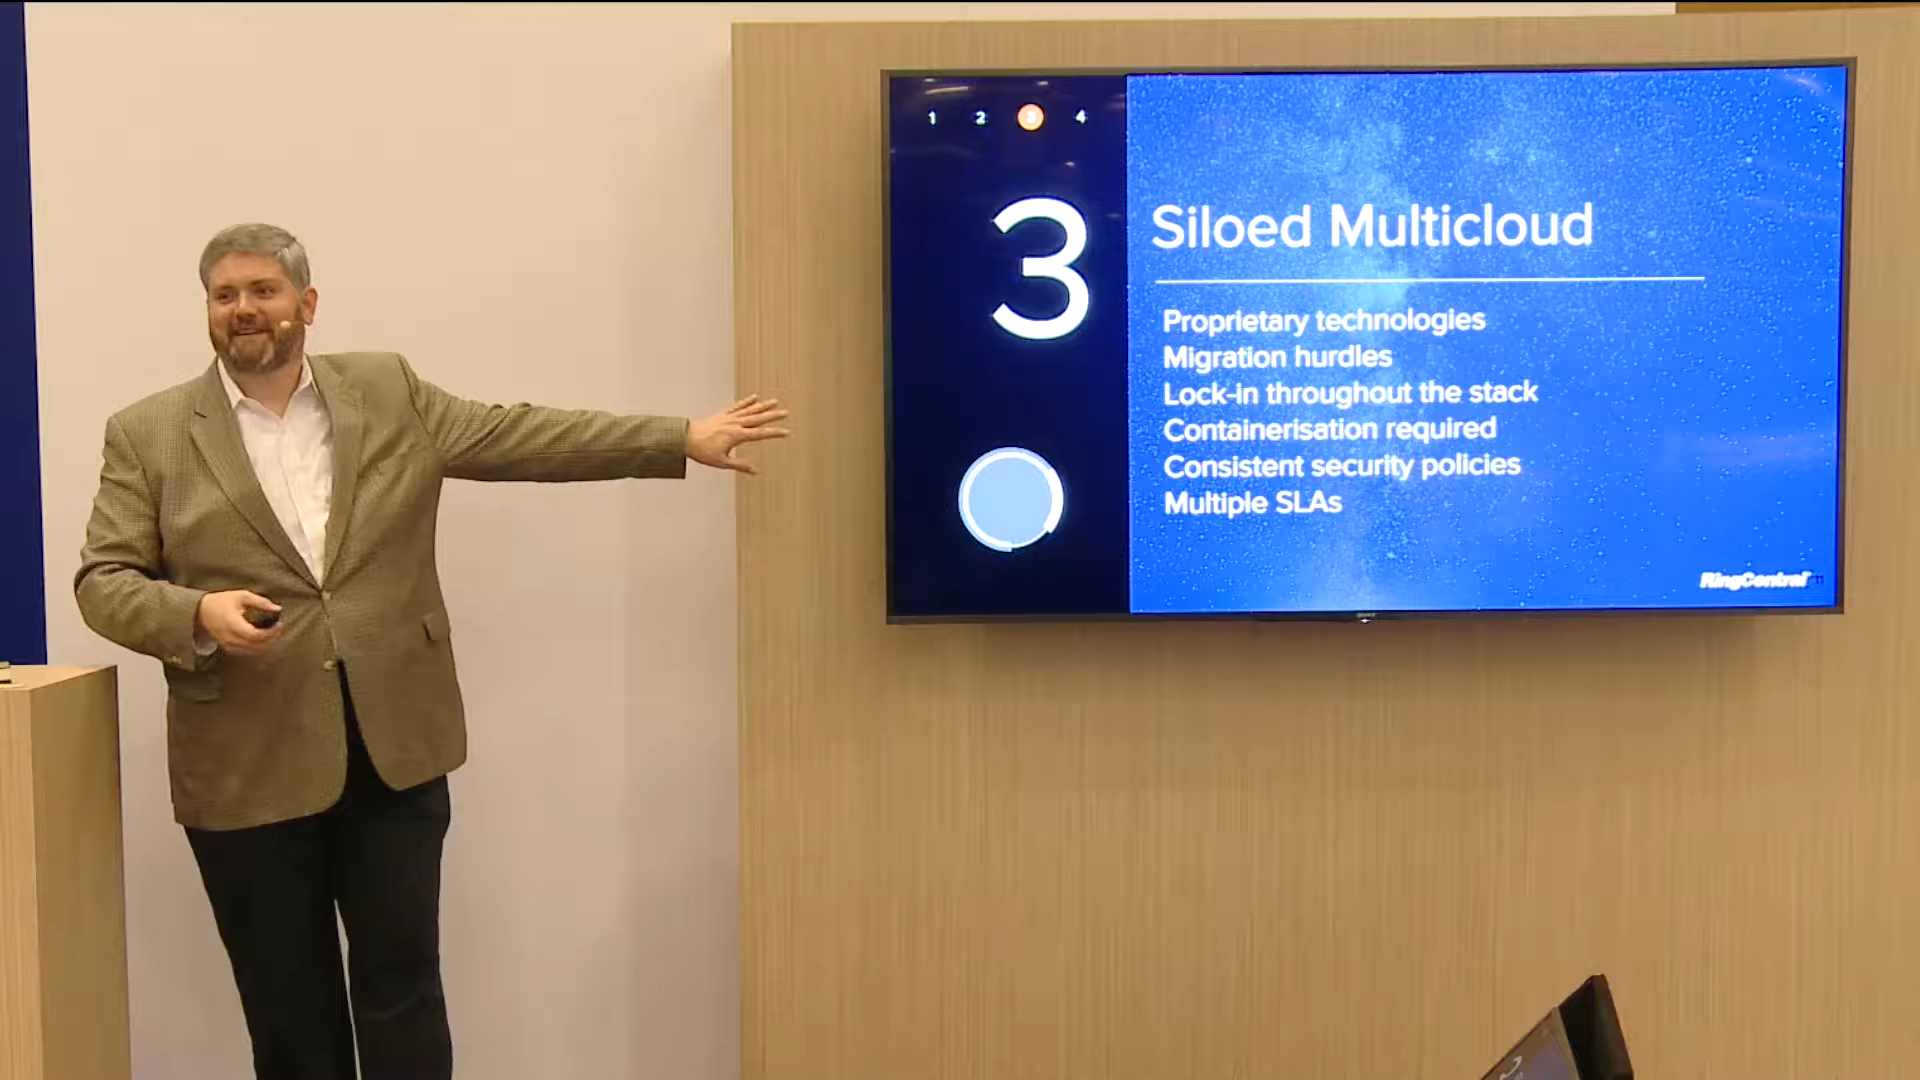 1 2 3 4
3
Siloed Multicloud
Proprietary technologies
Migration hurdles
Lock-in throughout the stack
Containerisation required
Consistent security policies
Multiple SLAs
RingCentral